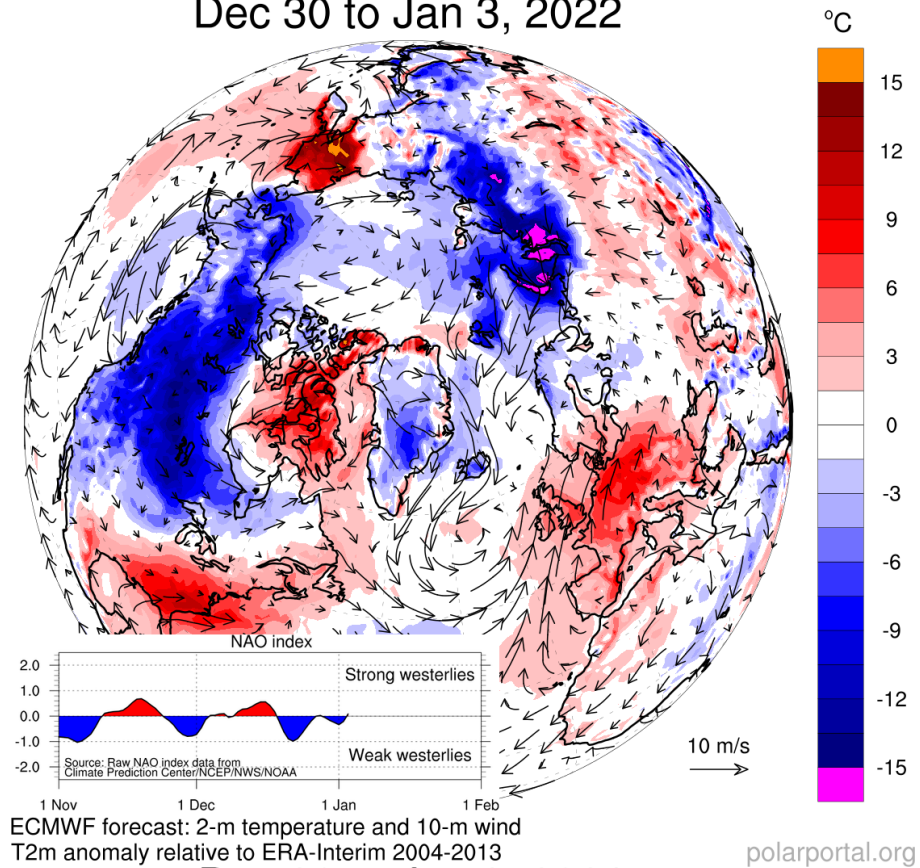 Dec 30 to Jan 3, 2022
°C
15
12
9
6
3
0
-3
-6
-9
-12
-15
NAO index
2.0
1.0
0.0
-1.0
-2.0
Strong westerlies
Weak westerlies
Source: Raw NAO index data from
Climate Prediction Center/NCEP/NWS/NOAA
1 Nov 1 Dec 1 Jan 1 Feb
10 m/s
ECMWF forecast: 2-m temperature and 10-m wind
T2m anomaly relative to ERA-Interim 2004-2013
polarportal.org